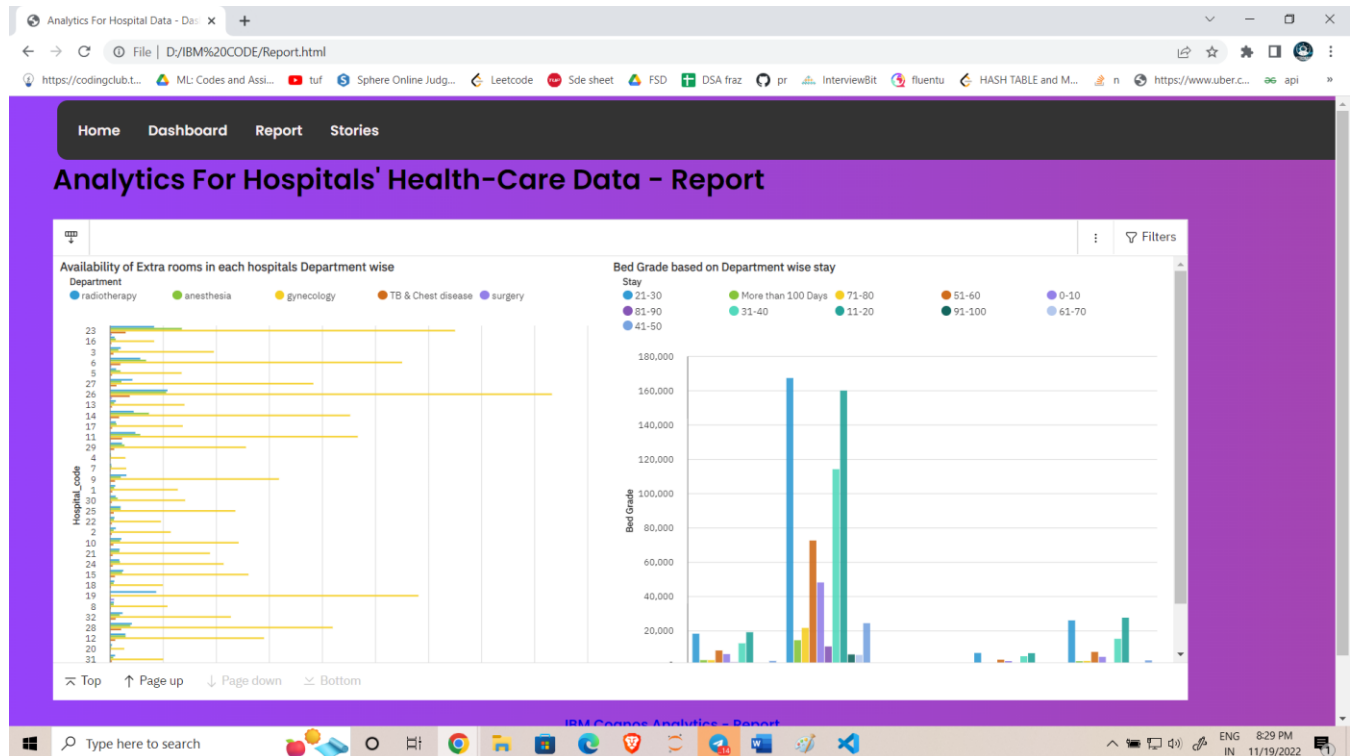 Analytics For Hospital Data - Das
File | D:/IBM%20CODE/Report.html
https://codingclub.t... ML: Codes and Assi... tuf Sphere Online Judg... Leetcode Sde sheet FSD DSA fraz pr InterviewBit fluentu HASH TABLE and M... n https://www.uber.c... api »
Home Dashboard Report Stories
Analytics For Hospitals' Health-Care Data - Report
Filters
Availability of Extra rooms in each hospitals Department wise
Department
radiotherapy anesthesia gynecology TB & Chest disease surgery
Hospital_code
23
16
3
6
5
27
26
13
14
17
11
29
4
7
9
1
30
25
22
2
10
21
24
15
18
19
8
32
28
12
20
31
Bed Grade based on Department wise stay
Stay
21-30 More than 100 Days 71-80 51-60 0-10
81-90 31-40 11-20 91-100 61-70
41-50
Bed Grade
180,000
160,000
140,000
120,000
100,000
80,000
60,000
40,000
20,000
Top Page up Page down Bottom
IBM Cognos Analytics - Report
Type here to search
ENG 8:29 PM
IN 11/19/2022